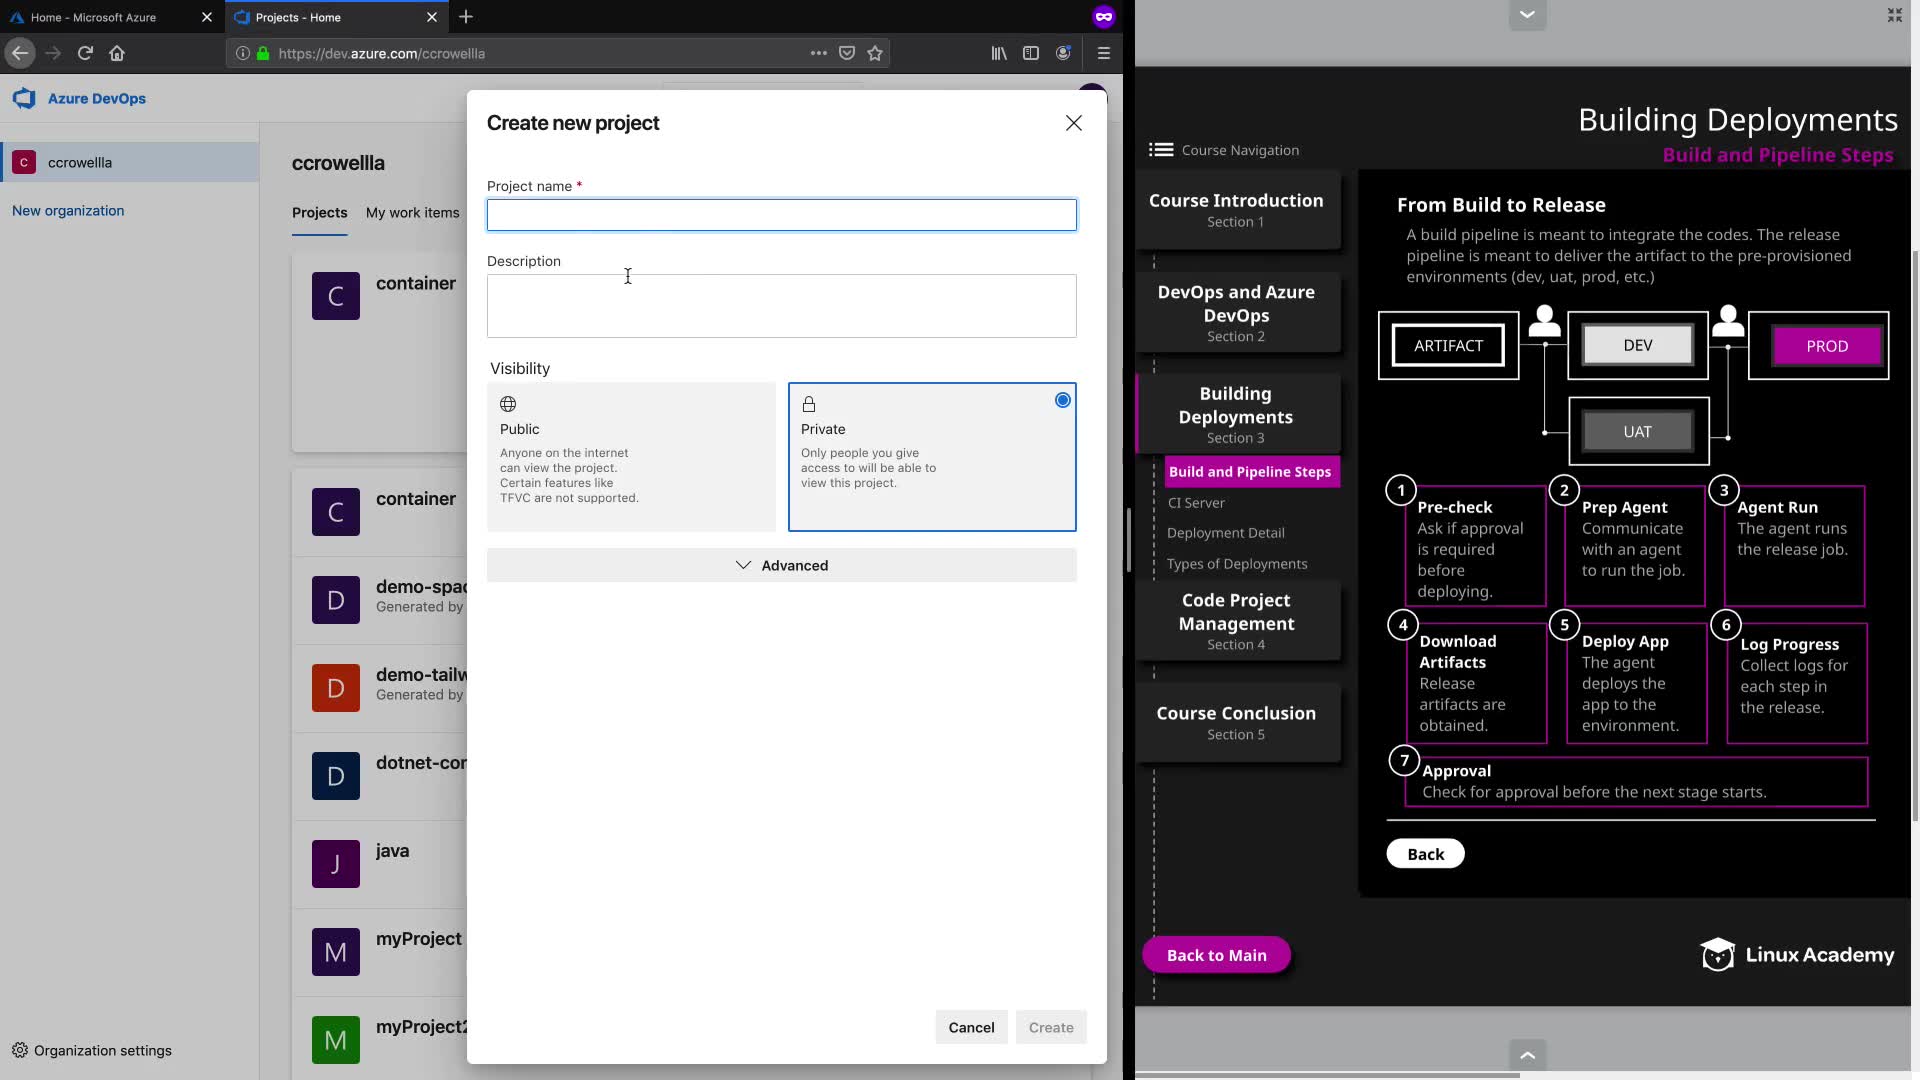 Home - Microsoft Azure
Projects - Home
https://dev.azure.com/ccrowellla
Azure DevOps
C
ccrowellla
New organization
Organization settings
ccrowellla
Projects
My work items
C
container
C
container
D
demo-spac
Generated by
D
demo-tailw
Generated by
D
dotnet-cor
J
java
M
myProject
M
myProject2
Create new project
Project name *
Description
Visibility
Public
Anyone on the internet
can view the project.
Certain features like
TFVC are not supported.
Private
Only people you give
access to will be able to
view this project.
Advanced
Cancel
Create
Building Deployments
Build and Pipeline Steps
Course Navigation
Course Introduction
Section 1
DevOps and Azure
DevOps
Section 2
Building
Deployments
Section 3
Build and Pipeline Steps
CI Server
Deployment Detail
Types of Deployments
Code Project
Management
Section 4
Course Conclusion
Section 5
Back to Main
From Build to Release
A build pipeline is meant to integrate the codes. The release
pipeline is meant to deliver the artifact to the pre-provisioned
environments (dev, uat, prod, etc.)
ARTIFACT
DEV
PROD
UAT
1
Pre-check
Ask if approval
is required
before
deploying.
2
Prep Agent
Communicate
with an agent
to run the job.
3
Agent Run
The agent runs
the release job.
4
Download
Artifacts
Release
artifacts are
obtained.
5
Deploy App
The agent
deploys the
app to the
environment.
6
Log Progress
Collect logs for
each step in
the release.
7
Approval
Check for approval before the next stage starts.
Back
Linux Academy